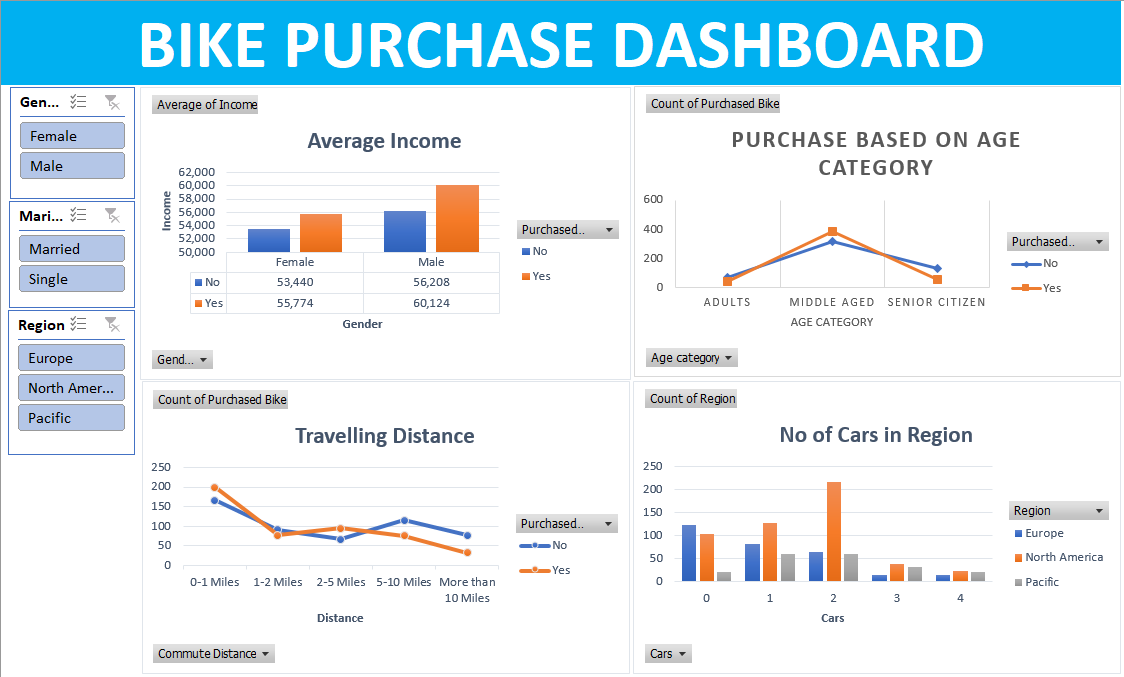 BIKE PURCHASE DASHBOARD
Gen...
Female
Male
Mari...
Married
Single
Region
Europe
North Amer...
Pacific
Average of Income
Average Income
62,000
60,000
58,000
56,000
54,000
52,000
50,000
Income
Female
Male
No
53,440
56,208
Yes
55,774
60,124
Gender
Purchased..
No
Yes
Gend...
Count of Purchased Bike
PURCHASE BASED ON AGE
CATEGORY
600
400
200
0
ADULTS
MIDDLE AGED
SENIOR CITIZEN
AGE CATEGORY
Purchased..
No
Yes
Age category
Count of Purchased Bike
Travelling Distance
250
200
150
100
50
0
0-1 Miles
1-2 Miles
2-5 Miles
5-10 Miles
More than
10 Miles
Distance
Purchased..
No
Yes
Commute Distance
Count of Region
No of Cars in Region
250
200
150
100
50
0
0
1
2
3
4
Cars
Region
Europe
North America
Pacific
Cars